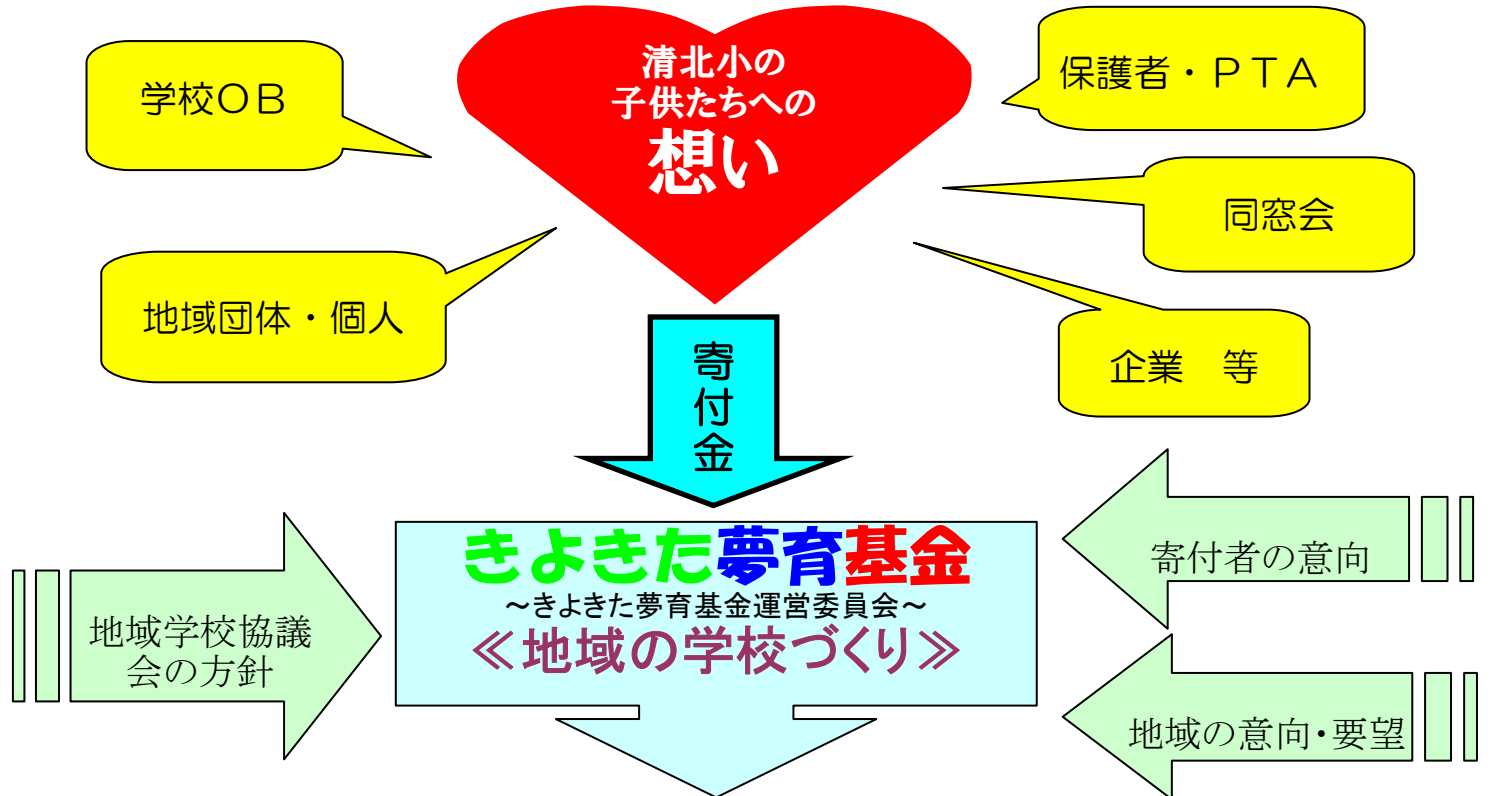 清北小の
子供たちへの
想い
学校ＯＢ
保護者・ＰＴＡ
同窓会
地域団体・個人
企業　等
寄付金
きよきた夢育基金
～きよきた夢育基金運営委員会～
≪地域の学校づくり≫
地域学校協議
会の方針
寄付者の意向
地域の意向・要望